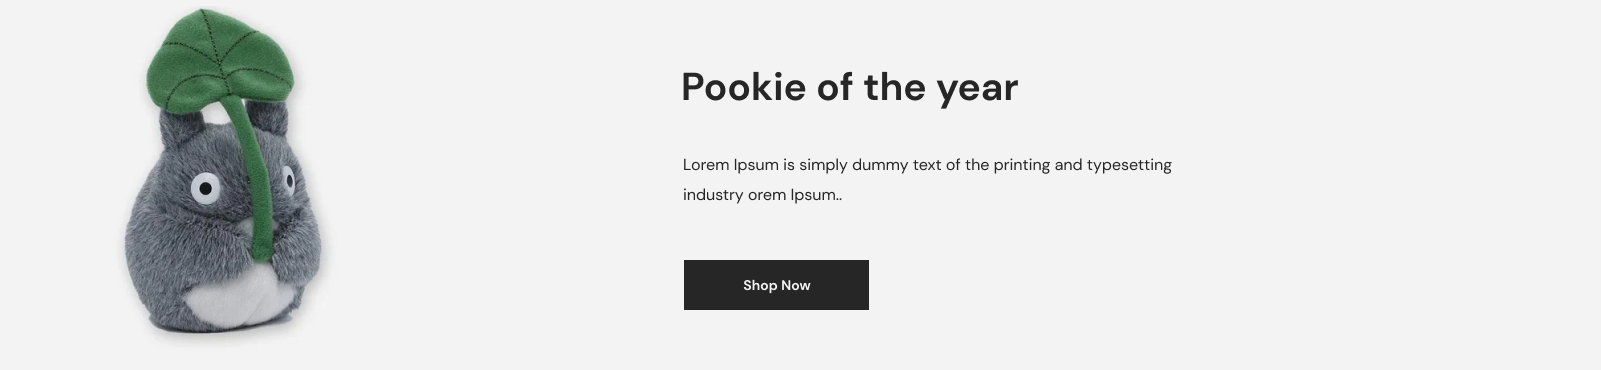 Pookie of the year
Lorem Ipsum is simply dummy text of the printing and typesetting
industry orem Ipsum..
Shop Now